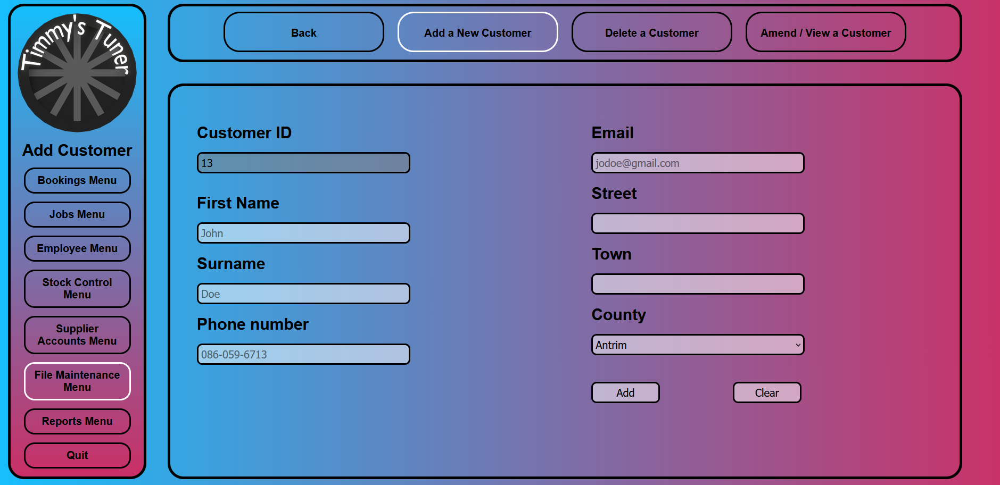 Timmy's Tuner
Add Customer
Bookings Menu
Jobs Menu
Employee Menu
Stock Control
Menu
Supplier
Accounts Menu
File Maintenance
Menu
Reports Menu
Quit
Back
Add a New Customer
Delete a Customer
Amend / View a Customer
Customer ID
13
First Name
John
Surname
Doe
Phone number
086-059-6713
Email
jodoe@gmail.com
Street
Town
County
Antrim
Add
Clear